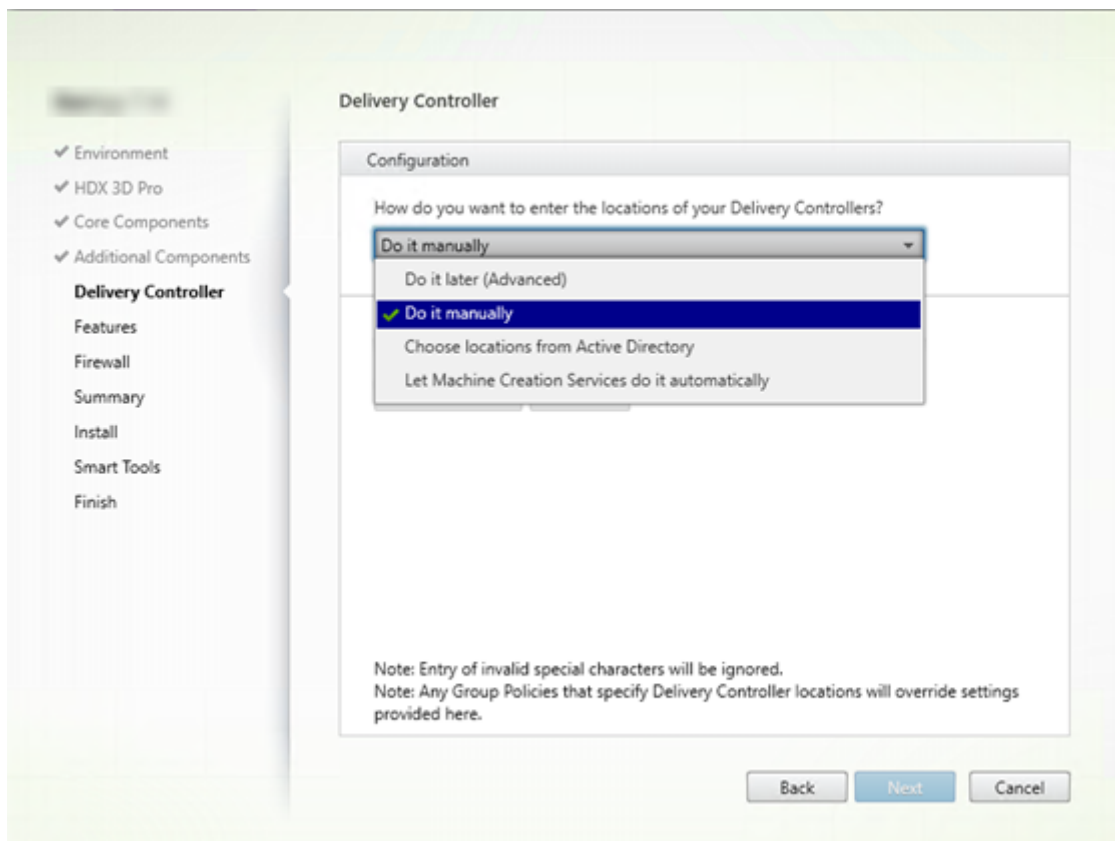 Delivery Controller
Environment
HDX 3D Pro
Core Components
Additional Components
Delivery Controller
Features
Firewall
Summary
Install
Smart Tools
Finish
Configuration
How do you want to enter the locations of your Delivery Controllers?
Do it manually
Do it later (Advanced)
Do it manually
Choose locations from Active Directory
Let Machine Creation Services do it automatically
Note: Entry of invalid special characters will be ignored.
Note: Any Group Policies that specify Delivery Controller locations will override settings
provided here.
Back
Next
Cancel